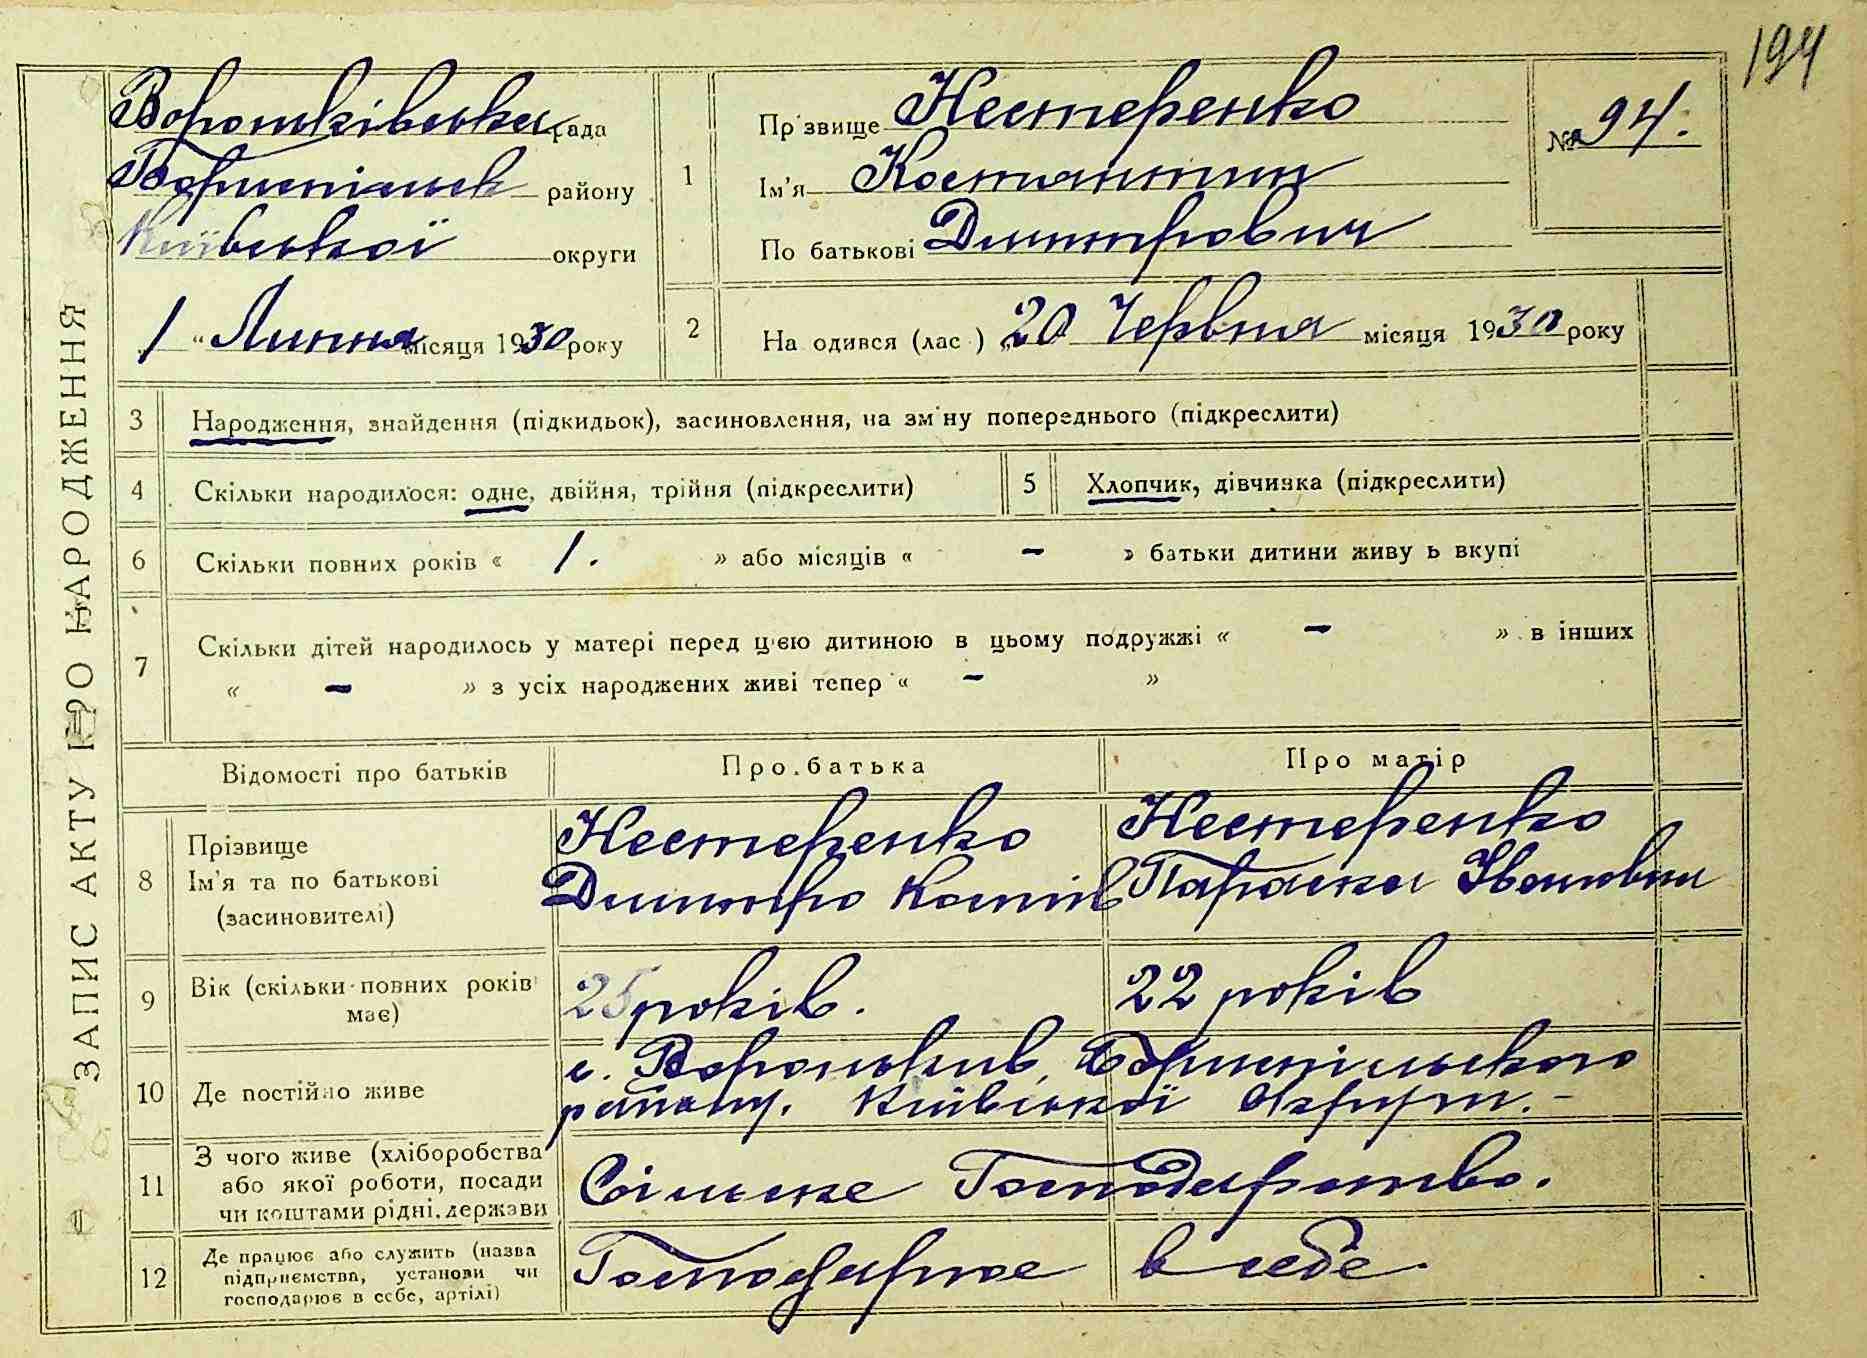 194
ЗАПИС АКТУ ПРО НАРОДЖЕННЯ
Вороньківська рада
Бориспільськ району
Київської округи
1 " Липня місяця 1930 року
1
Прізвище Нестеренко
Ім'я Костянтин
По батькові Дмитрович
№ 94.
2
На одився (лас ) „20 Червня місяця 1930 року
3 Народження, знайдення (підкидьок), засиновлення, на зміну попереднього (підкреслити)
4 Скільки народилося: одне, двійня, трійня (підкреслити)
5 Хлопчик, дівчинка (підкреслити)
6 Скільки повних років « 1. » або місяців « - » батьки дитини живу ь вкупі
7 Скільки дітей народилось у матері перед цією дитиною в цьому подружжі « - » в інших
« - » з усіх народжених живі тепер « - »
Відомості про батьків
Про батька
Про матір
8 Прізвище
Ім'я та по батькові
(засиновителі)
Нестеренко
Дмитро
Нестеренко
Параска Івановна
9 Вік (скільки повних років
має)
25 років.
22 років
10 Де постійно живе
с. Вороньків, Бориспільського
району. Київської Округи.-
11 З чого живе (хліборобства
або якої роботи, посади
чи коштами рідні, держави
Сільське Господарство.
12 Де працює або служить (назва
підприємства, установи чи
господарює в себе, артілі)
Господарює в себе.